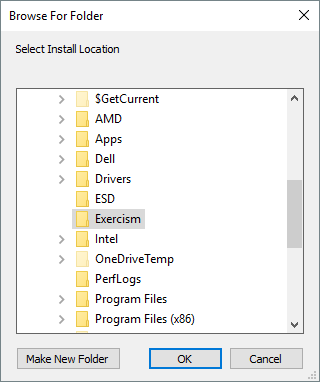 Browse For Folder
Select Install Location
$GetCurrent
AMD
Apps
Dell
Drivers
ESD
Exercism
Intel
OneDriveTemp
PerfLogs
Program Files
Program Files (x86)
Make New Folder
OK
Cancel